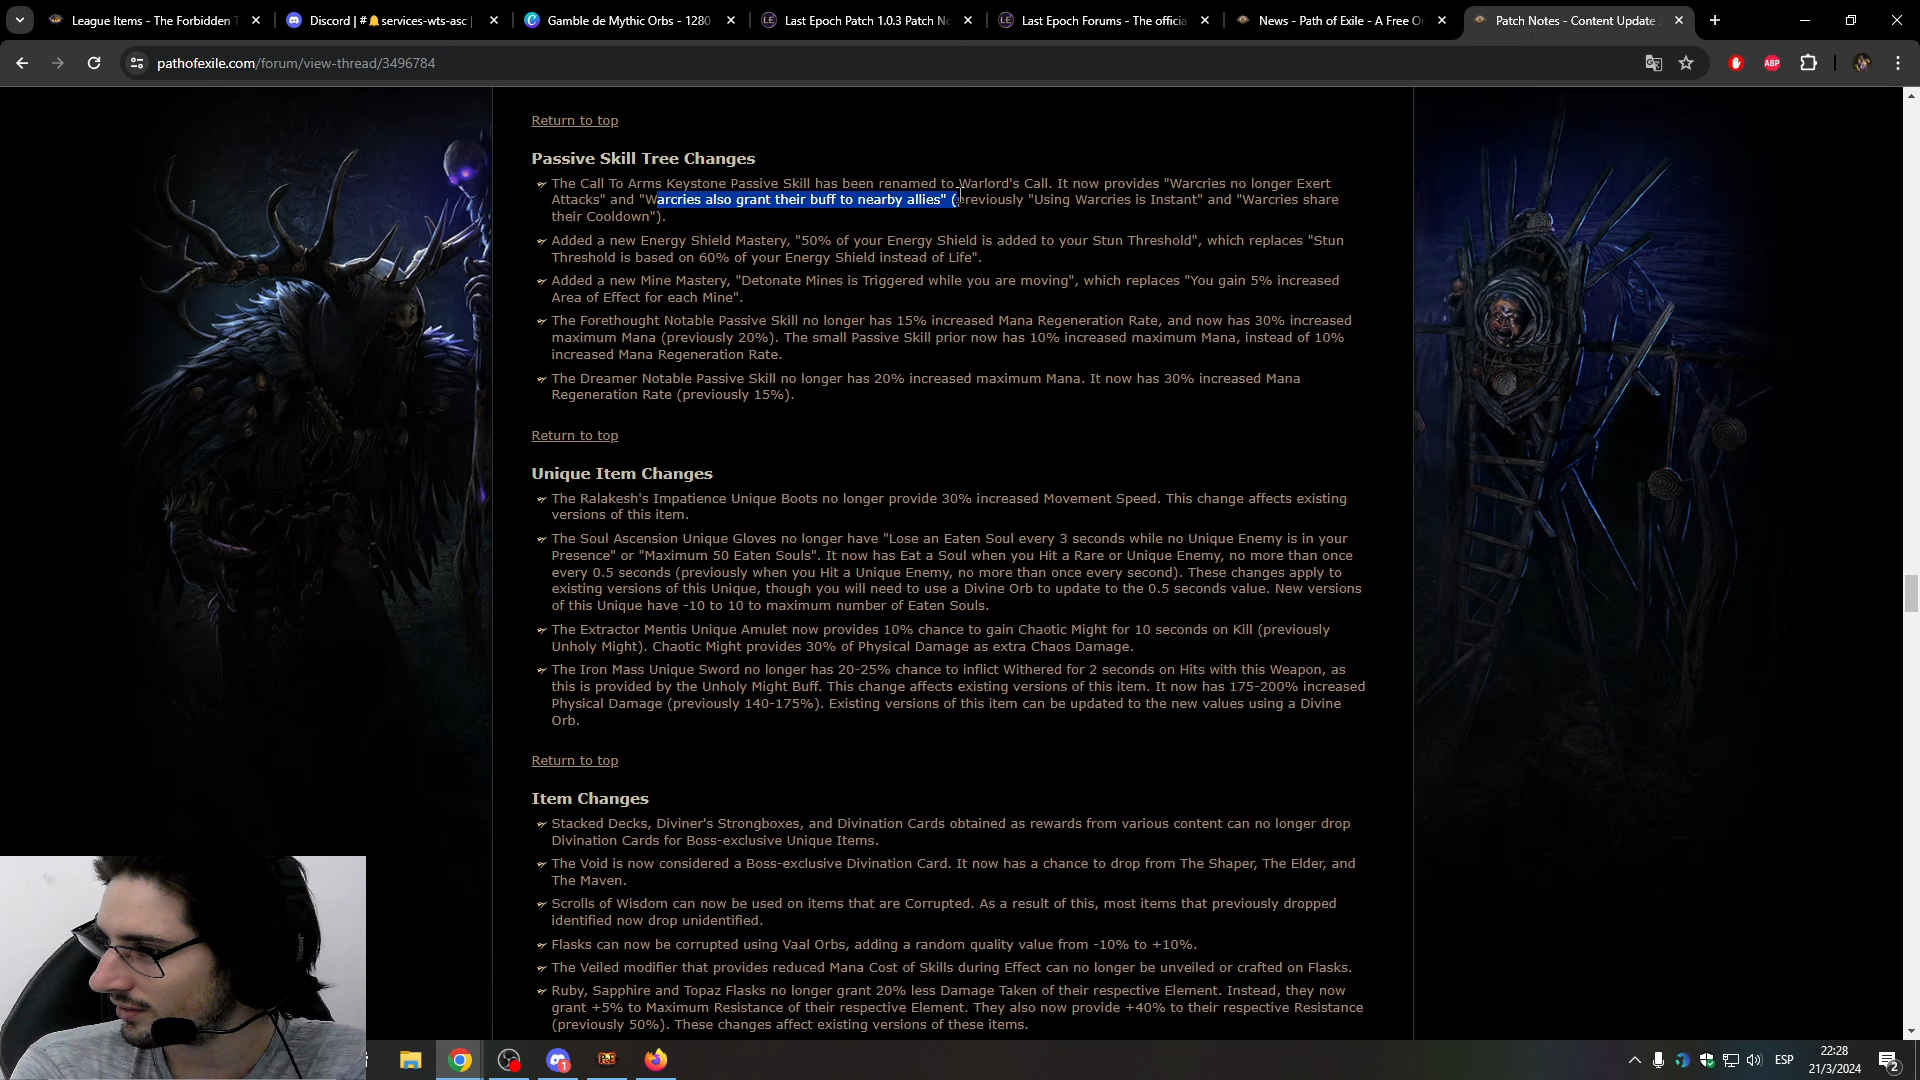 League Items - The Forbidden T
Discord | #🔔services-wts-asc |
Gamble de Mythic Orbs - 1280
Last Epoch Patch 1.0.3 Patch No
Last Epoch Forums - The officia
News - Path of Exile - A Free On
Patch Notes - Content Update 3
pathofexile.com/forum/view-thread/3496784
ABP
Return to top
Passive Skill Tree Changes
The Call To Arms Keystone Passive Skill has been renamed to Warlord's Call. It now provides "Warcries no longer Exert
Attacks" and "Warcries also grant their buff to nearby allies" (previously "Using Warcries is Instant" and "Warcries share
their Cooldown").
Added a new Energy Shield Mastery, "50% of your Energy Shield is added to your Stun Threshold", which replaces "Stun
Threshold is based on 60% of your Energy Shield instead of Life".
Added a new Mine Mastery, "Detonate Mines is Triggered while you are moving", which replaces "You gain 5% increased
Area of Effect for each Mine".
The Forethought Notable Passive Skill no longer has 15% increased Mana Regeneration Rate, and now has 30% increased
maximum Mana (previously 20%). The small Passive Skill prior now has 10% increased maximum Mana, instead of 10%
increased Mana Regeneration Rate.
The Dreamer Notable Passive Skill no longer has 20% increased maximum Mana. It now has 30% increased Mana
Regeneration Rate (previously 15%).
Return to top
Unique Item Changes
The Ralakesh's Impatience Unique Boots no longer provide 30% increased Movement Speed. This change affects existing
versions of this item.
The Soul Ascension Unique Gloves no longer have "Lose an Eaten Soul every 3 seconds while no Unique Enemy is in your
Presence" or "Maximum 50 Eaten Souls". It now has Eat a Soul when you Hit a Rare or Unique Enemy, no more than once
every 0.5 seconds (previously when you Hit a Unique Enemy, no more than once every second). These changes apply to
existing versions of this Unique, though you will need to use a Divine Orb to update to the 0.5 seconds value. New versions
of this Unique have -10 to 10 to maximum number of Eaten Souls.
The Extractor Mentis Unique Amulet now provides 10% chance to gain Chaotic Might for 10 seconds on Kill (previously
Unholy Might). Chaotic Might provides 30% of Physical Damage as extra Chaos Damage.
The Iron Mass Unique Sword no longer has 20-25% chance to inflict Withered for 2 seconds on Hits with this Weapon, as
this is provided by the Unholy Might Buff. This change affects existing versions of this item. It now has 175-200% increased
Physical Damage (previously 140-175%). Existing versions of this item can be updated to the new values using a Divine
Orb.
Return to top
Item Changes
Stacked Decks, Diviner's Strongboxes, and Divination Cards obtained as rewards from various content can no longer drop
Divination Cards for Boss-exclusive Unique Items.
The Void is now considered a Boss-exclusive Divination Card. It now has a chance to drop from The Shaper, The Elder, and
The Maven.
Scrolls of Wisdom can now be used on items that are Corrupted. As a result of this, most items that previously dropped
identified now drop unidentified.
Flasks can now be corrupted using Vaal Orbs, adding a random quality value from -10% to +10%.
The Veiled modifier that provides reduced Mana Cost of Skills during Effect can no longer be unveiled or crafted on Flasks.
Ruby, Sapphire and Topaz Flasks no longer grant 20% less Damage Taken of their respective Element. Instead, they now
grant +5% to Maximum Resistance of their respective Element. They also now provide +40% to their respective Resistance
(previously 50%). These changes affect existing versions of these items.
1
PoE
ESP
22:28
21/3/2024
2